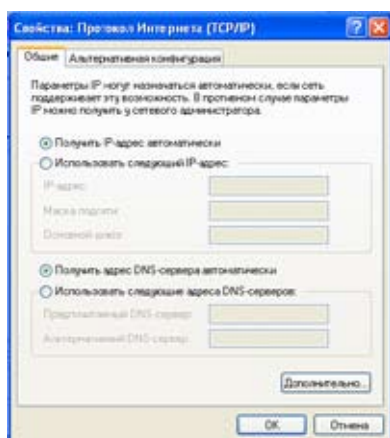 Свойства: Протокол Интернета (TCP/IP)
Общие
Альтернативная конфигурация
Параметры IP могут назначаться автоматически, если сеть
поддерживает эту возможность. В противном случае параметры
IP можно получить у сетевого администратора.
Получить IP-адрес автоматически
Использовать следующий IP-адрес:
IP-адрес:
Маска подсети:
Основной шлюз:
Получить адрес DNS-сервера автоматически
Использовать следующие адреса DNS-серверов:
Предпочитаемый DNS-сервер:
Альтернативный DNS-сервер:
Дополнительно...
OK
Отмена